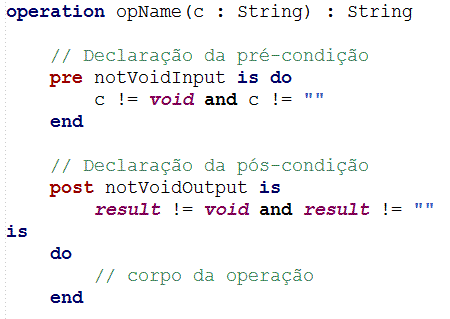 operation opName(c : String) : String
// Declaração da pré-condição
pre notVoidInput is do
c != void and c != ""
end
// Declaração da pós-condição
post notVoidOutput is
result != void and result != ""
is
do
// corpo da operação
end